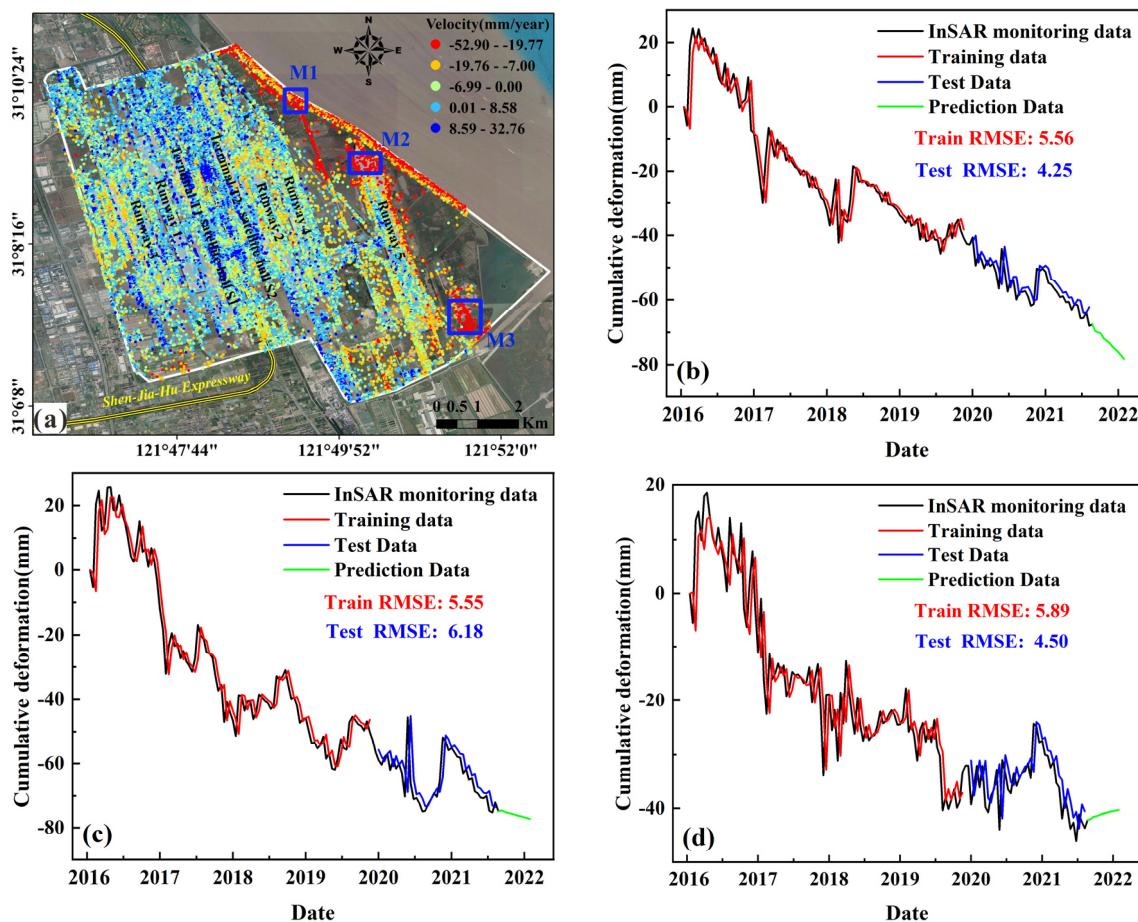 N
W E
S
Velocity(mm/year)
-52.90 - -19.77
-19.76 - -7.00
-6.99 - 0.00
0.01 - 8.58
8.59 - 32.76
M1
M2
M3
Runway 4
Runway 2
Runway 5
Runway 1
Runway 3
Terminal T1
Shen-Jia-Hu Expressway
(a)
0 0.5 1 2
Km
31°10'24"
31°8'16"
31°6'8"
121°47'44" 121°49'52" 121°52'0"
InSAR monitoring data
Training data
Test Data
Prediction Data
Train RMSE: 5.56
Test RMSE: 4.25
(b)
Cumulative deformation(mm)
20
0
-20
-40
-60
-80
2016 2017 2018 2019 2020 2021 2022
Date
InSAR monitoring data
Training data
Test Data
Prediction Data
Train RMSE: 5.55
Test RMSE: 6.18
(c)
Cumulative deformation(mm)
20
0
-20
-40
-60
-80
2016 2017 2018 2019 2020 2021 2022
Date
InSAR monitoring data
Training data
Test Data
Prediction Data
Train RMSE: 5.89
Test RMSE: 4.50
(d)
Cumulative deformation(mm)
20
0
-20
-40
-60
2016 2017 2018 2019 2020 2021 2022
Date